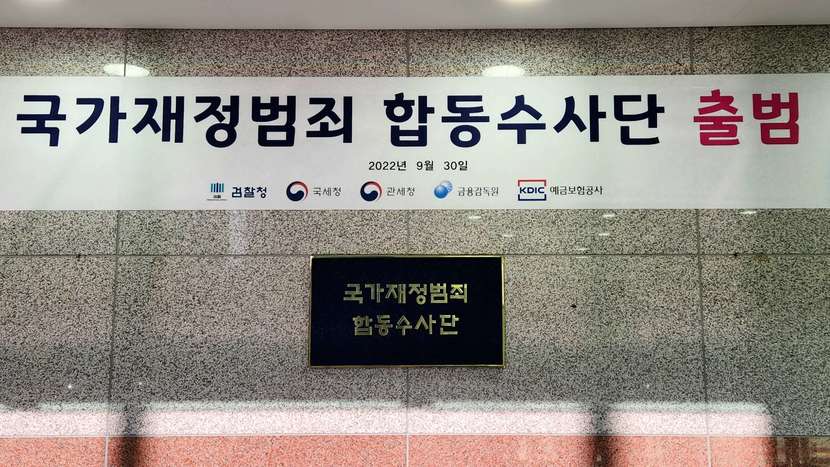 국가재정범죄 합동수사단 출범
2022년 9월 30일
검찰청 국세청 관세청 금융감독원 KDIC 예금보험공사
국가재정범죄
합동수사단